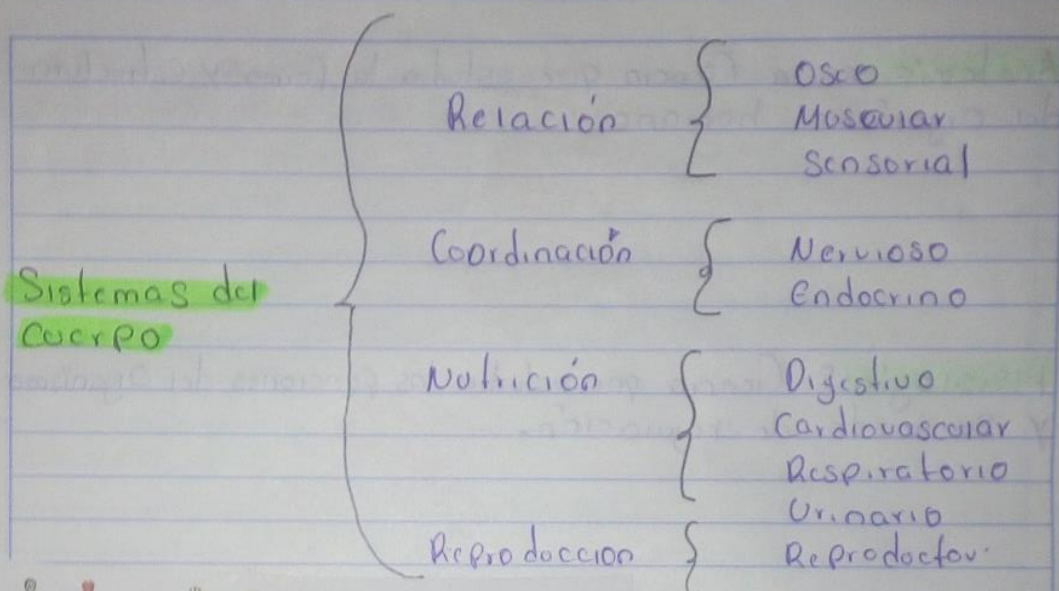 Relación
Oseo
Muscular
Sensorial
Coordinación
Nervioso
Endocrino
Sistemas del
cuerpo
Nutrición
Digestivo
Cardiovascular
Respiratorio
Urinario
Reproduccion
Reproductor